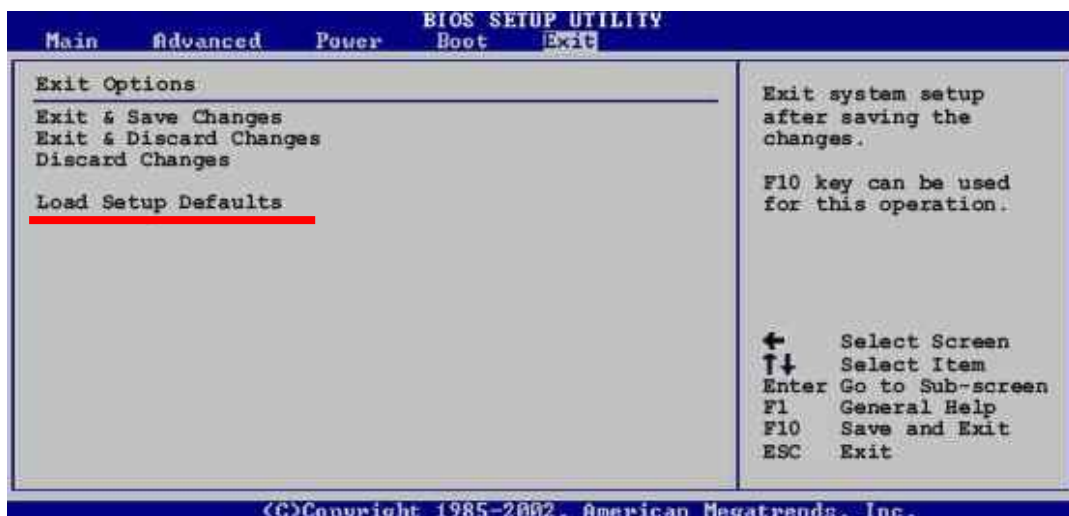 BIOS SETUP UTILITY
Main Advanced Power Boot Exit
Exit Options
Exit & Save Changes
Exit & Discard Changes
Discard Changes
Load Setup Defaults
Exit system setup
after saving the
changes.
F10 key can be used
for this operation.
← Select Screen
↑↓ Select Item
Enter Go to Sub-screen
F1 General Help
F10 Save and Exit
ESC Exit
(C)Copyright 1985-2002, American Megatrends, Inc.